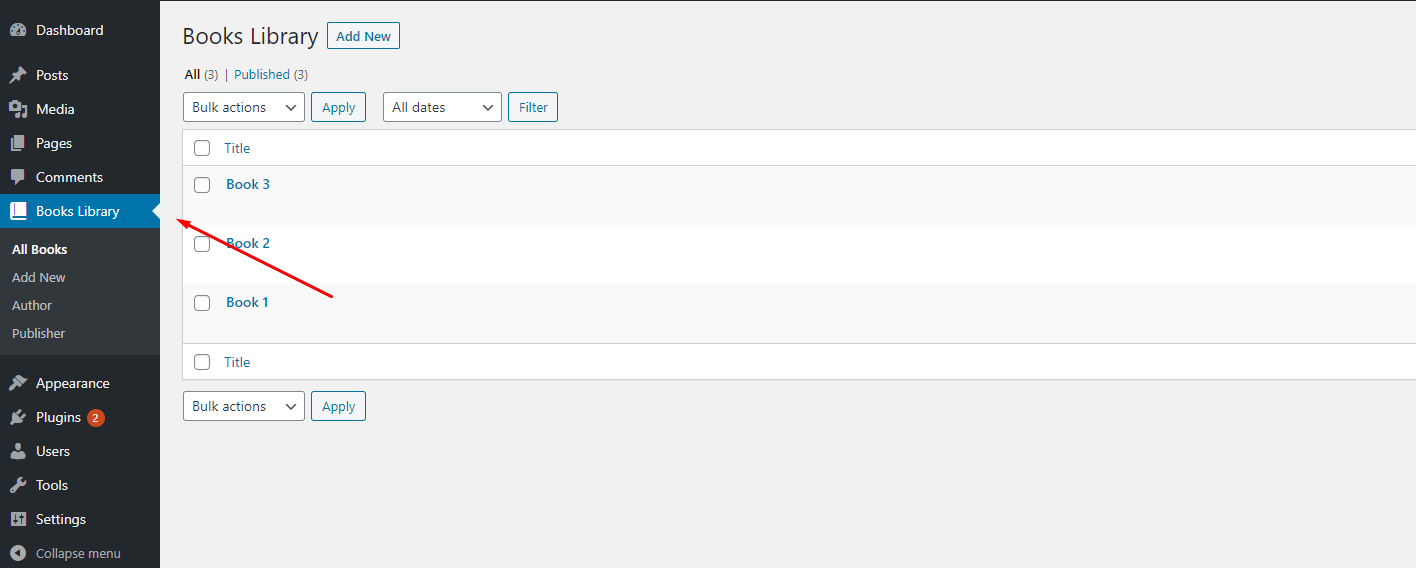 Dashboard
Posts
Media
Pages
Comments
Books Library
All Books
Add New
Author
Publisher
Appearance
Plugins 2
Users
Tools
Settings
Collapse menu
Books Library Add New
All (3) | Published (3)
Bulk actions Apply All dates Filter
Title
Book 3
Book 2
Book 1
Title
Bulk actions Apply